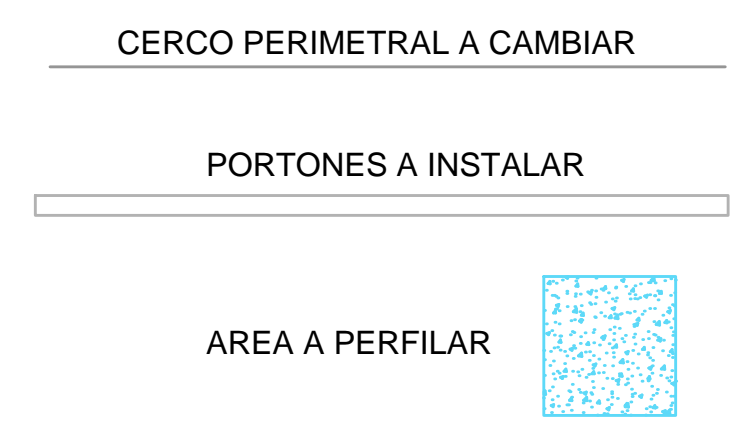 CERCO PERIMETRAL A CAMBIAR
PORTONES A INSTALAR
AREA A PERFILAR